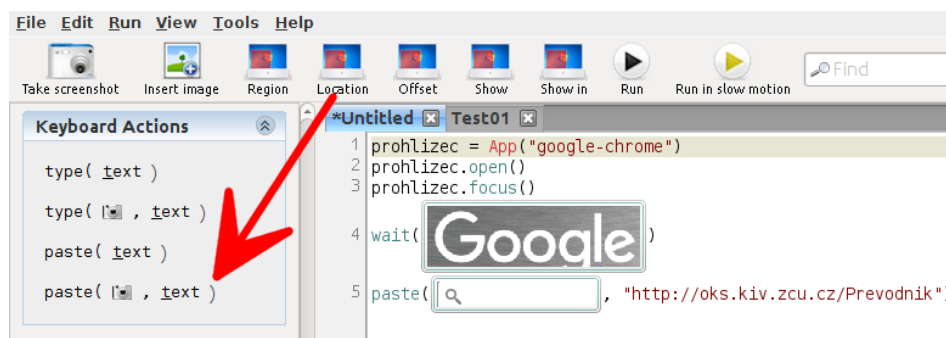 File Edit Run View Tools Help
Take screenshot Insert image Region Location Offset Show Show in Run Run in slow motion Find
*Untitled Test01
Keyboard Actions
type( text )
type( , text )
paste( text )
paste( , text )
1 prohlizec = App("google-chrome")
2 prohlizec.open()
3 prohlizec.focus()
4 wait( Google )
5 paste( , "http://oks.kiv.zcu.cz/Prevodnik")